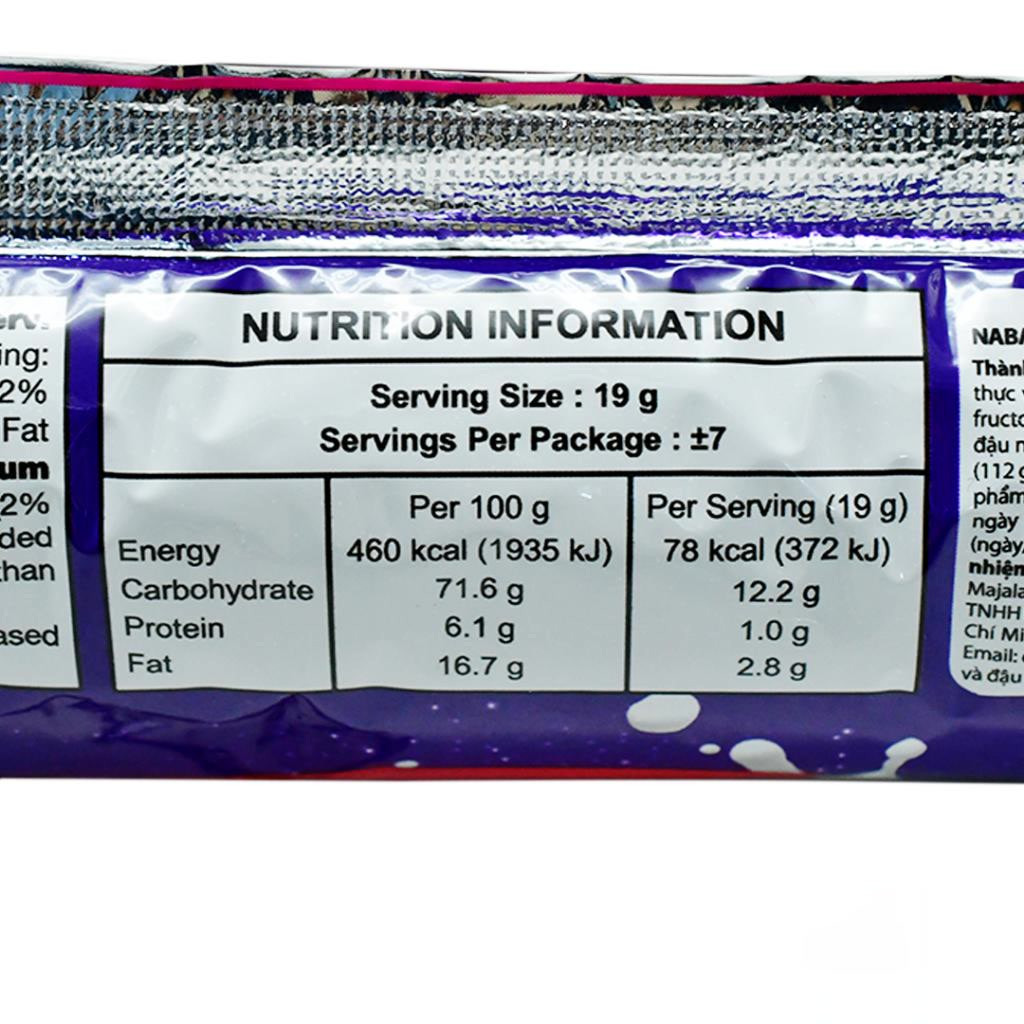 ing:
2%
Fat
um
2%
ded
than
ased
NUTRITION INFORMATION
Serving Size : 19 g
Servings Per Package : ±7
Per 100 g Per Serving (19 g)
Energy 460 kcal (1935 kJ) 78 kcal (372 kJ)
Carbohydrate 71.6 g 12.2 g
Protein 6.1 g 1.0 g
Fat 16.7 g 2.8 g
NABA
Thành
thực
fructo
đậu
(112
phẩm
ngày
(ngày,
nhiệm
Majala
TNHH
Chí Mi
Email:
và đậu